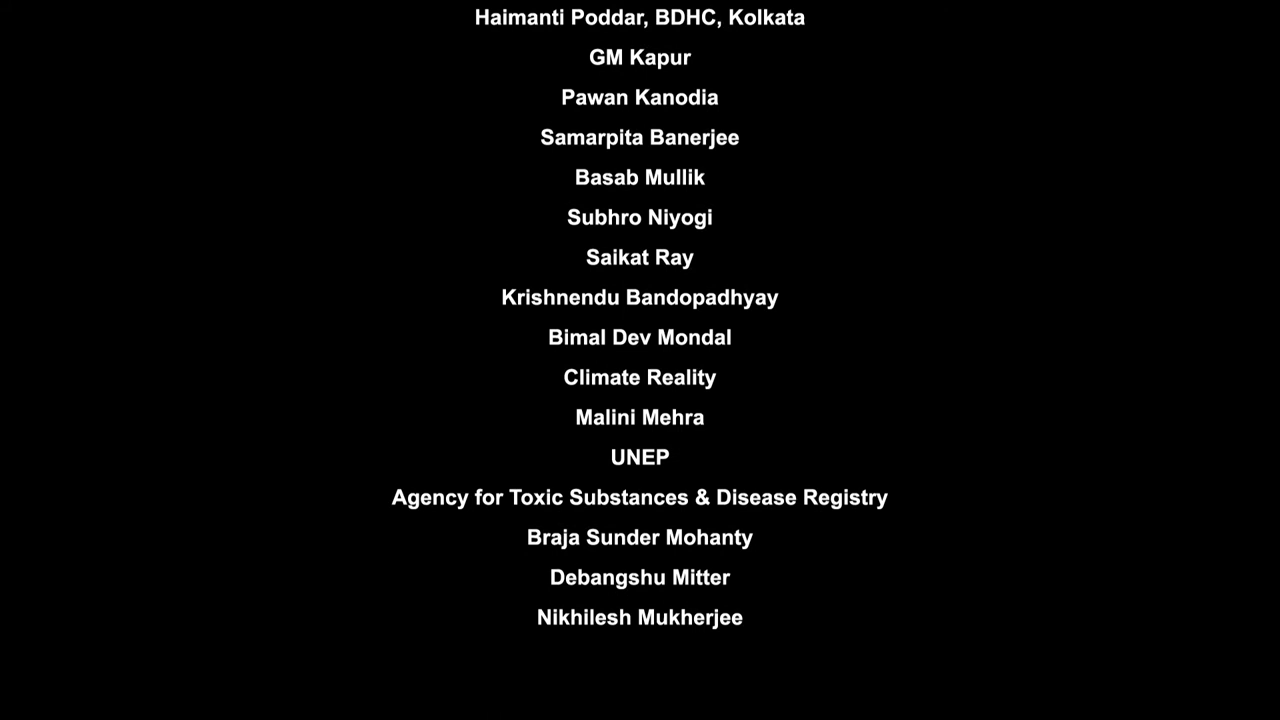 Haimanti Poddar, BDHC, Kolkata
GM Kapur
Pawan Kanodia
Samarpita Banerjee
Basab Mullik
Subhro Niyogi
Saikat Ray
Krishnendu Bandopadhyay
Bimal Dev Mondal
Climate Reality
Malini Mehra
UNEP
Agency for Toxic Substances & Disease Registry
Braja Sunder Mohanty
Debangshu Mitter
Nikhilesh Mukherjee